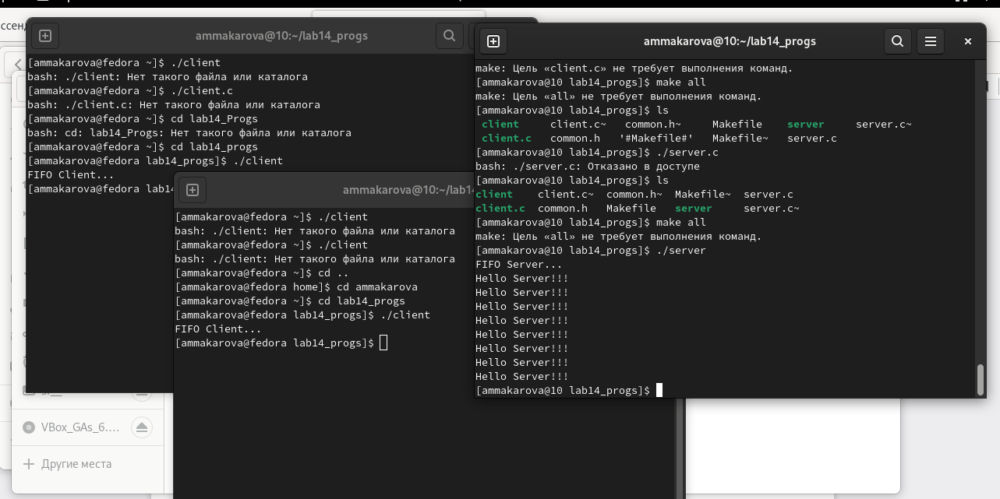 ammakarova@10:~/lab14_progs
[ammakarova@fedora ~]$ ./client
bash: ./client: Нет такого файла или каталога
[ammakarova@fedora ~]$ ./client.c
bash: ./client.c: Нет такого файла или каталога
[ammakarova@fedora ~]$ cd lab14_Progs
bash: cd: lab14_Progs: Нет такого файла или каталога
[ammakarova@fedora ~]$ cd lab14_progs
[ammakarova@fedora lab14_progs]$ ./client
FIFO Client...
[ammakarova@fedora lab14
ammakarova@10:~/lab14
[ammakarova@fedora ~]$ ./client
bash: ./client: Нет такого файла или каталога
[ammakarova@fedora ~]$ ./client
bash: ./client: Нет такого файла или каталога
[ammakarova@fedora ~]$ cd ..
[ammakarova@fedora home]$ cd ammakarova
[ammakarova@fedora ~]$ cd lab14_progs
[ammakarova@fedora lab14_progs]$ ./client
FIFO Client...
[ammakarova@fedora lab14_progs]$
ammakarova@10:~/lab14_progs
make: Цель «client.c» не требует выполнения команд.
[ammakarova@10 lab14_progs]$ make all
make: Цель «all» не требует выполнения команд.
[ammakarova@10 lab14_progs]$ ls
client client.c~ common.h~ Makefile server server.c~
client.c common.h '#Makefile#' Makefile~ server.c
[ammakarova@10 lab14_progs]$ ./server.c
bash: ./server.c: Отказано в доступе
[ammakarova@10 lab14_progs]$ ls
client client.c~ common.h~ Makefile~ server.c
client.c common.h Makefile server server.c~
[ammakarova@10 lab14_progs]$ make all
make: Цель «all» не требует выполнения команд.
[ammakarova@10 lab14_progs]$ ./server
FIFO Server...
Hello Server!!!
Hello Server!!!
Hello Server!!!
Hello Server!!!
Hello Server!!!
Hello Server!!!
Hello Server!!!
Hello Server!!!
[ammakarova@10 lab14_progs]$
VBox_GAs_6....
Другие места